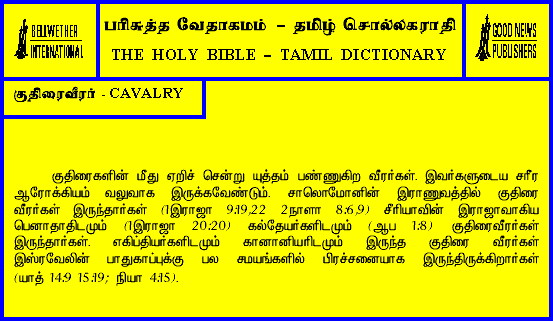 BELLWETHER
INTERNATIONAL
பரிசுத்த வேதாகமம் – தமிழ் சொல்லகராதி
THE HOLY BIBLE – TAMIL DICTIONARY
GOOD NEWS
PUBLISHERS
குதிரைவீரர் - CAVALRY
குதிரைகளின் மீது ஏறிச் சென்று யுத்தம் பண்ணுகிற வீரர்கள். இவர்களுடைய சரீர
ஆரோக்கியம் வலுவாக இருக்கவேண்டும். சாலொமோனின் இராணுவத்தில் குதிரை
வீரர்கள் இருந்தார்கள் (1இராஜா 9:19,22 2நாளா 8:6,9) சீரியாவின் இராஜாவாகிய
பெனாதாதிடமும் (1இராஜா 20:20) கல்தேயர்களிடமும் (ஆப 1:8) குதிரைவீரர்கள்
இருந்தார்கள். எகிப்தியர்களிடமும் கானானியரிடமும் இருந்த குதிரை வீரர்கள்
இஸ்ரவேலின் பாதுகாப்புக்கு பல சமயங்களில் பிரச்சனையாக இருந்திருக்கிறார்கள்
(யாத் 14:9 15:19; நியா 4:15).